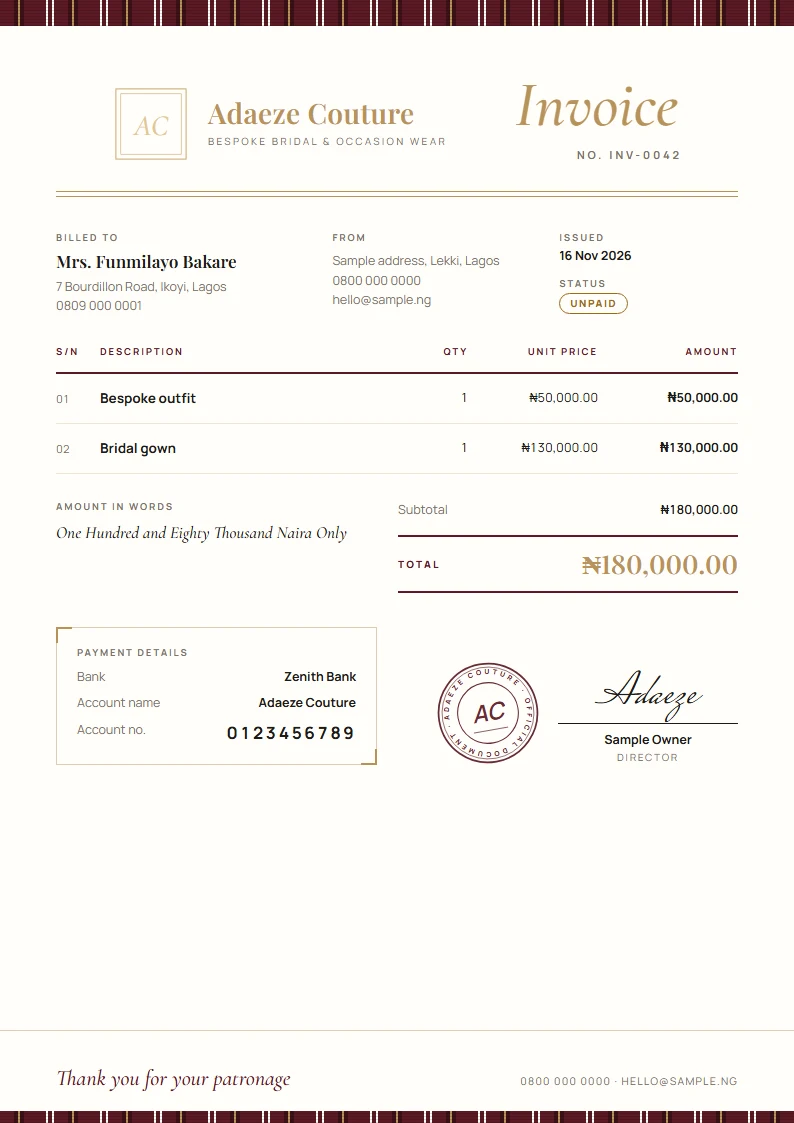 AC
Adaeze Couture
BESPOKE BRIDAL & OCCASION WEAR
Invoice
NO. INV-0042
BILLED TO
Mrs. Funmilayo Bakare
7 Bourdillon Road, Ikoyi, Lagos
0809 000 0001
FROM
Sample address, Lekki, Lagos
0800 000 0000
hello@sample.ng
ISSUED
16 Nov 2026
STATUS
UNPAID
S/N DESCRIPTION QTY UNIT PRICE AMOUNT
01 Bespoke outfit 1 ₦50,000.00 ₦50,000.00
02 Bridal gown 1 ₦130,000.00 ₦130,000.00
AMOUNT IN WORDS
One Hundred and Eighty Thousand Naira Only
Subtotal ₦180,000.00
TOTAL ₦180,000.00
PAYMENT DETAILS
Bank Zenith Bank
Account name Adaeze Couture
Account no. 0123456789
ADAEZE COUTURE · OFFICIAL DOCUMENT ·
AC
Adaeze
Sample Owner
DIRECTOR
Thank you for your patronage
0800 000 0000 · HELLO@SAMPLE.NG